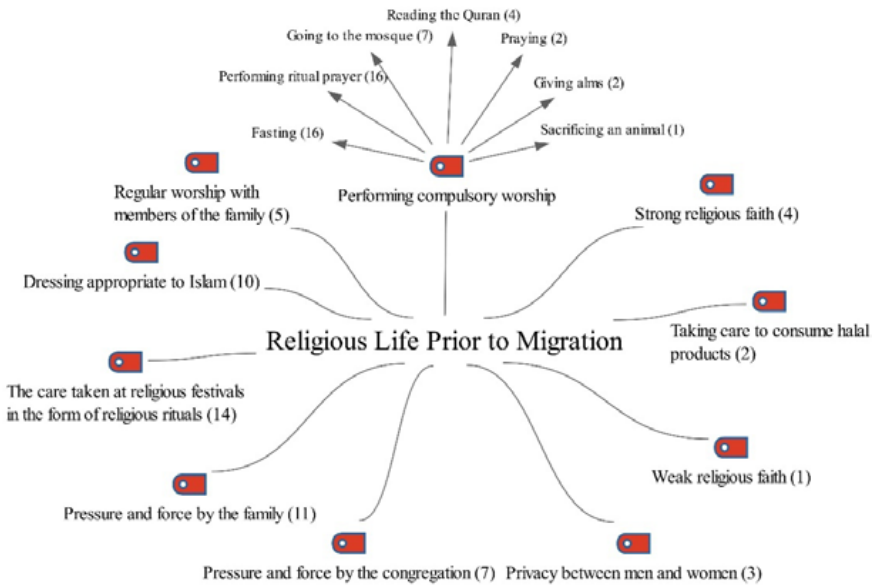 Reading the Quran (4)
Going to the mosque (7)
Praying (2)
Performing ritual prayer (16)
Giving alms (2)
Fasting (16)
Sacrificing an animal (1)
Performing compulsory worship
Regular worship with
members of the family (5)
Strong religious faith (4)
Dressing appropriate to Islam (10)
Religious Life Prior to Migration
Taking care to consume halal
products (2)
The care taken at religious festivals
in the form of religious rituals (14)
Weak religious faith (1)
Pressure and force by the family (11)
Pressure and force by the congregation (7)
Privacy between men and women (3)